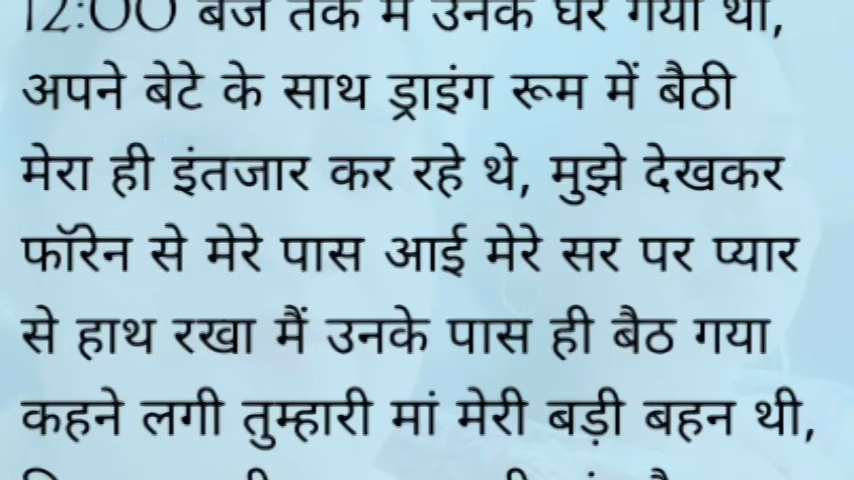 12:00 बजे तक मैं उनके घर गया था,
अपने बेटे के साथ ड्राइंग रूम में बैठी
मेरा ही इंतजार कर रहे थे, मुझे देखकर
फॉरेन से मेरे पास आई मेरे सर पर प्यार
से हाथ रखा मैं उनके पास ही बैठ गया
कहने लगी तुम्हारी मां मेरी बड़ी बहन थी,